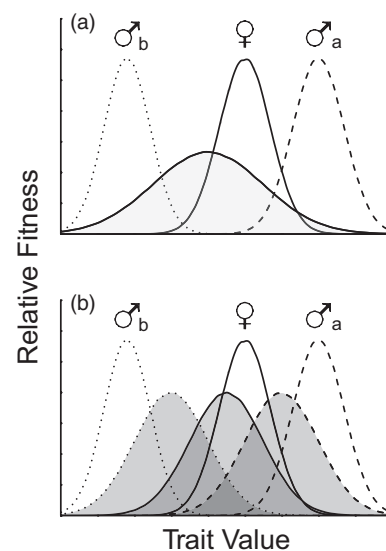 (a)
♂b ♀ ♂a
(b)
♂b ♀ ♂a
Relative Fitness
Trait Value